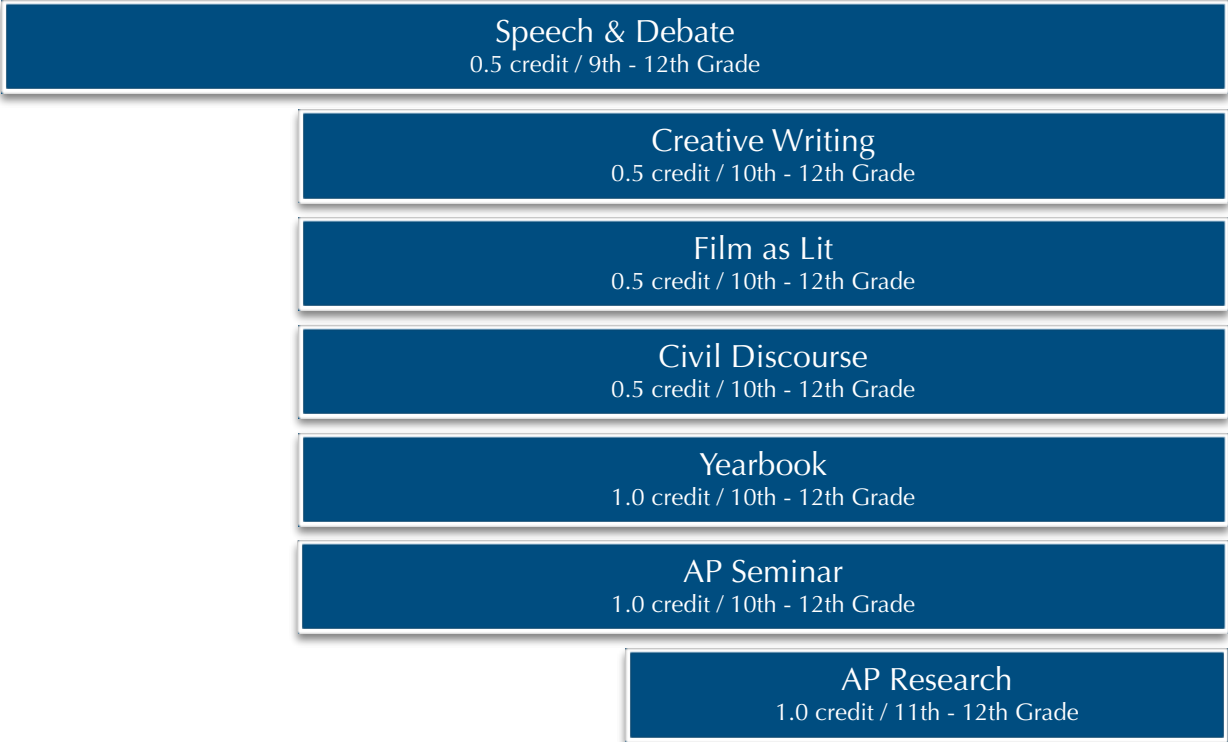 Speech & Debate
0.5 credit / 9th - 12th Grade
Creative Writing
0.5 credit / 10th - 12th Grade
Film as Lit
0.5 credit / 10th - 12th Grade
Civil Discourse
0.5 credit / 10th - 12th Grade
Yearbook
1.0 credit / 10th - 12th Grade
AP Seminar
1.0 credit / 10th - 12th Grade
AP Research
1.0 credit / 11th - 12th Grade